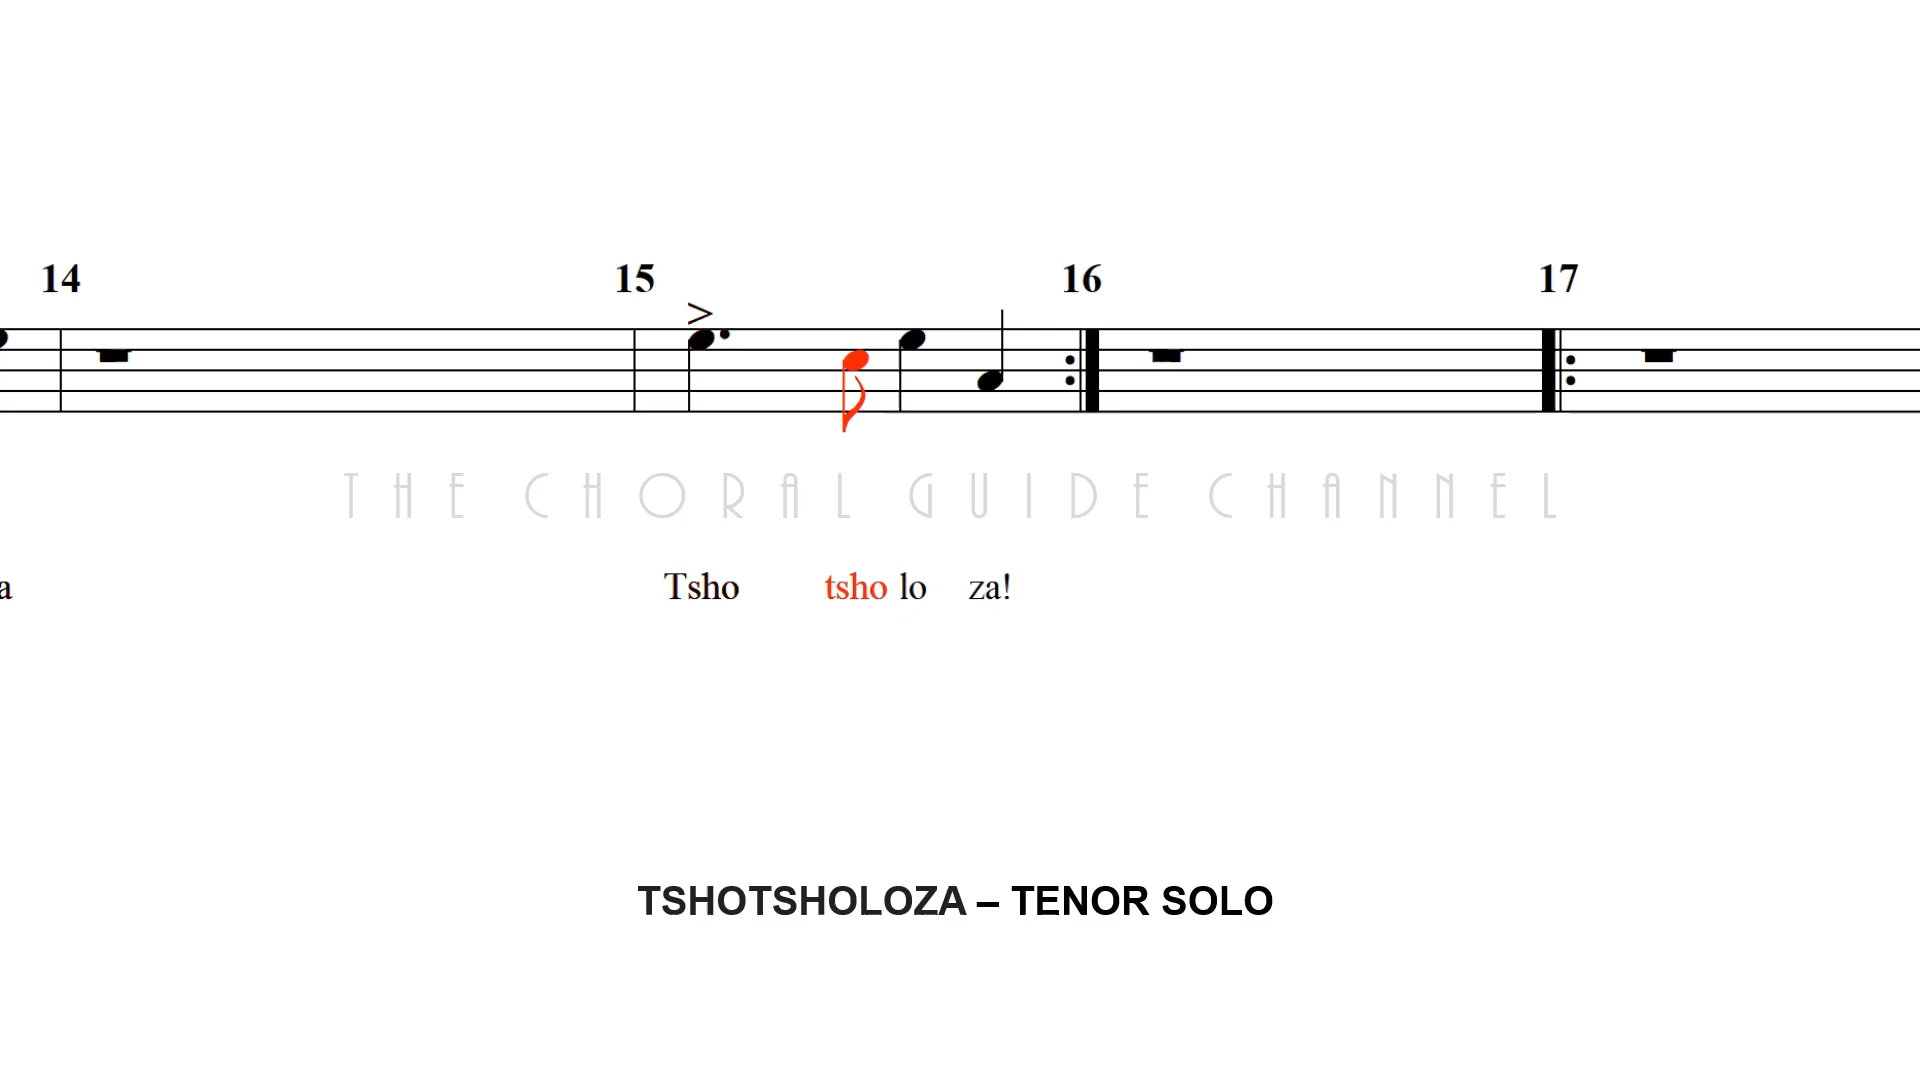 14 15 16 17
THE CHORAL GUIDE CHANNEL
a Tsho tsho lo za!
TSHOTSHOLOZA – TENOR SOLO